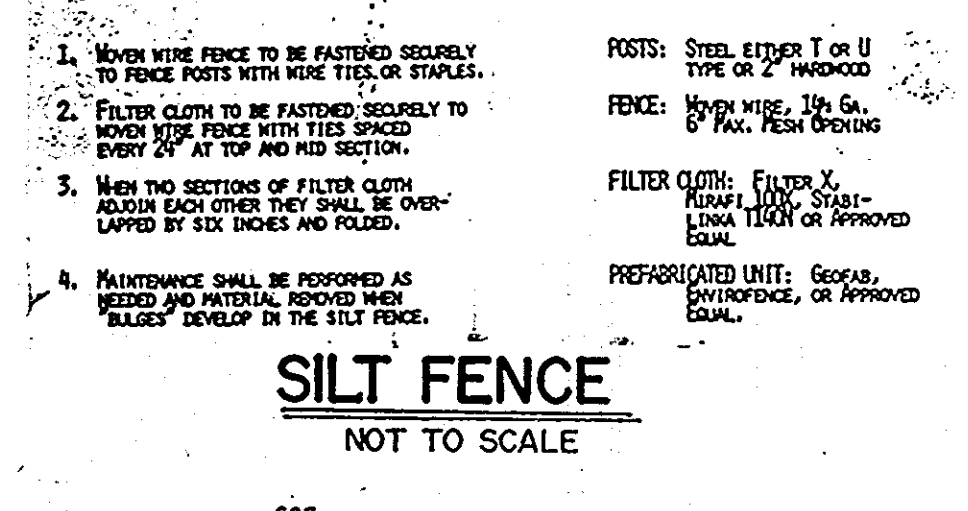 1. WOVEN WIRE FENCE TO BE FASTENED SECURELY
TO FENCE POSTS WITH WIRE TIES OR STAPLES.
2. FILTER CLOTH TO BE FASTENED SECURELY TO
WOVEN WIRE FENCE WITH TIES SPACED
EVERY 24" AT TOP AND MID SECTION.
3. WHEN TWO SECTIONS OF FILTER CLOTH
ADJOIN EACH OTHER THEY SHALL BE OVER-
LAPPED BY SIX INCHES AND FOLDED.
4. MAINTENANCE SHALL BE PERFORMED AS
NEEDED AND MATERIAL REMOVED WHEN
"BULGES" DEVELOP IN THE SILT FENCE.
POSTS: STEEL EITHER T OR U
TYPE OR 2" HARDWOOD
FENCE: WOVEN WIRE, GA.
6" MAX. MESH OPENING
FILTER CLOTH: FILTER X,
MIRAFI 100X, STABI-
LINKA T140N OR APPROVED
EQUAL
PREFABRICATED UNIT: GEOFAB,
ENVIROFENCE, OR APPROVED
EQUAL.
SILT FENCE
NOT TO SCALE